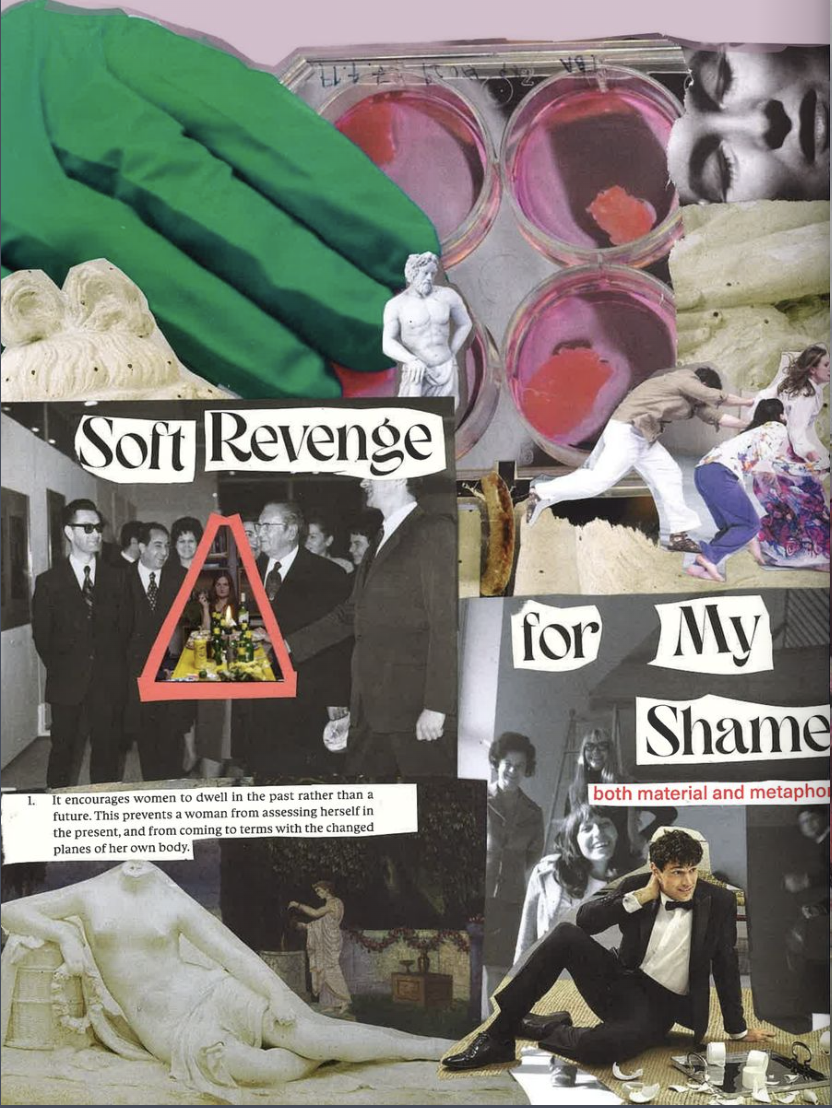 Soft Revenge
for My
Shame
both material and metaphor
1. It encourages women to dwell in the past rather than a
future. This prevents a woman from assessing herself in
the present, and from coming to terms with the changed
planes of her own body.